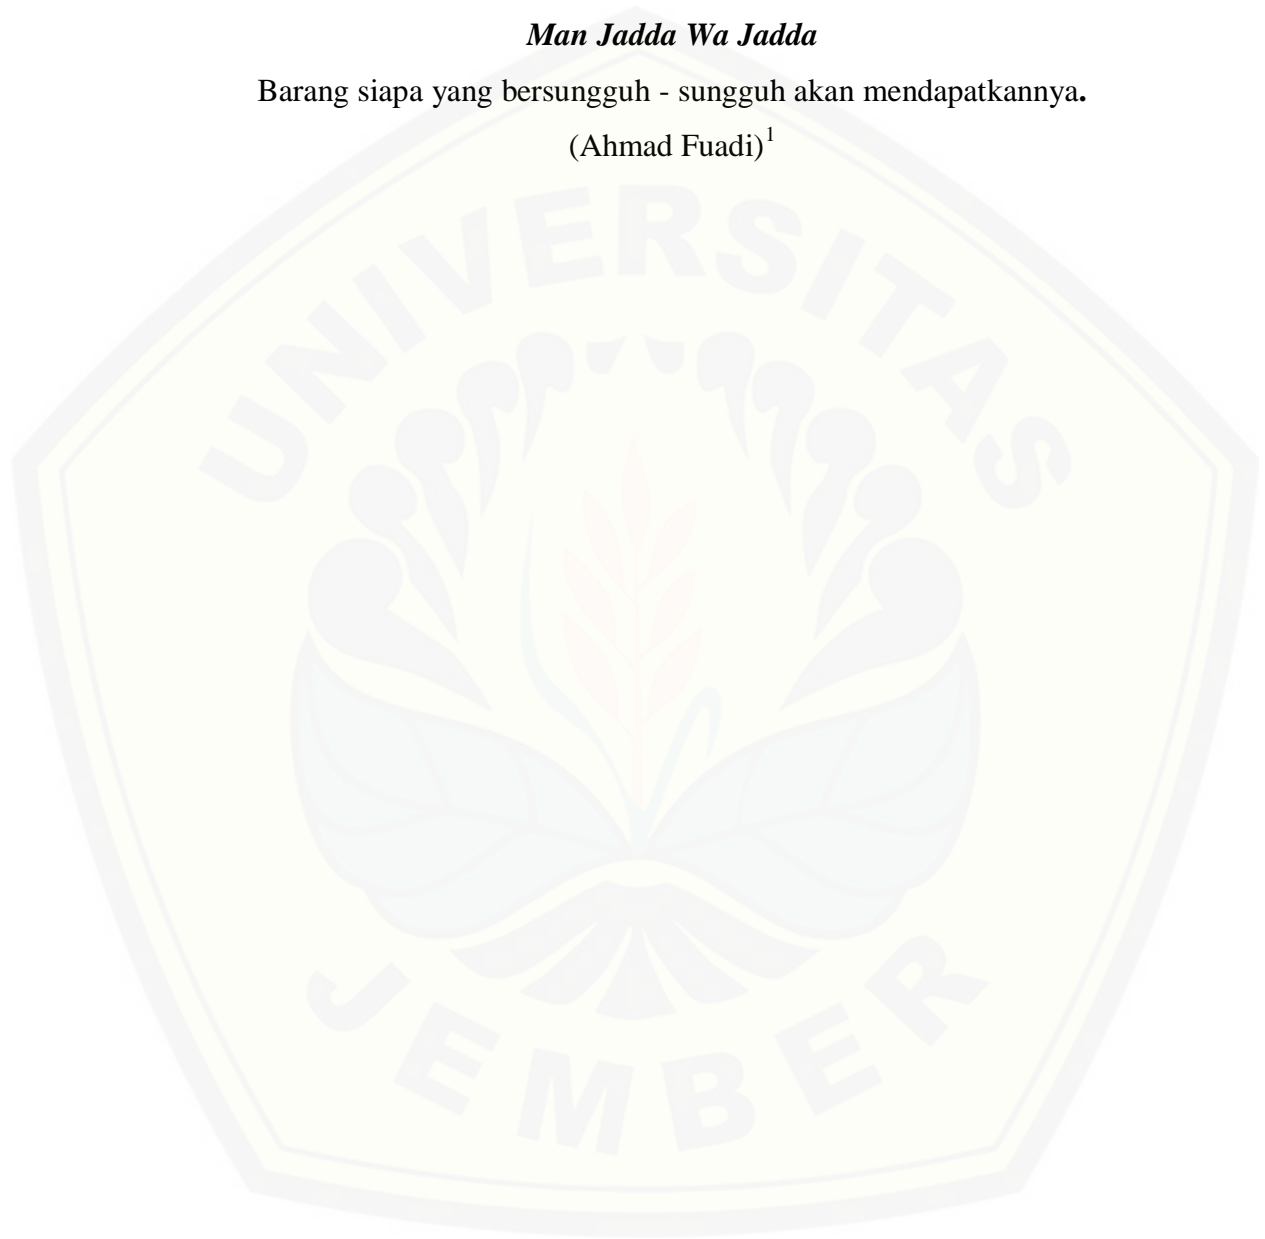 Man Jadda Wa Jadda
Barang siapa yang bersungguh - sungguh akan mendapatkannya.
(Ahmad Fuadi)1
UNIVERSITAS
JEMBER